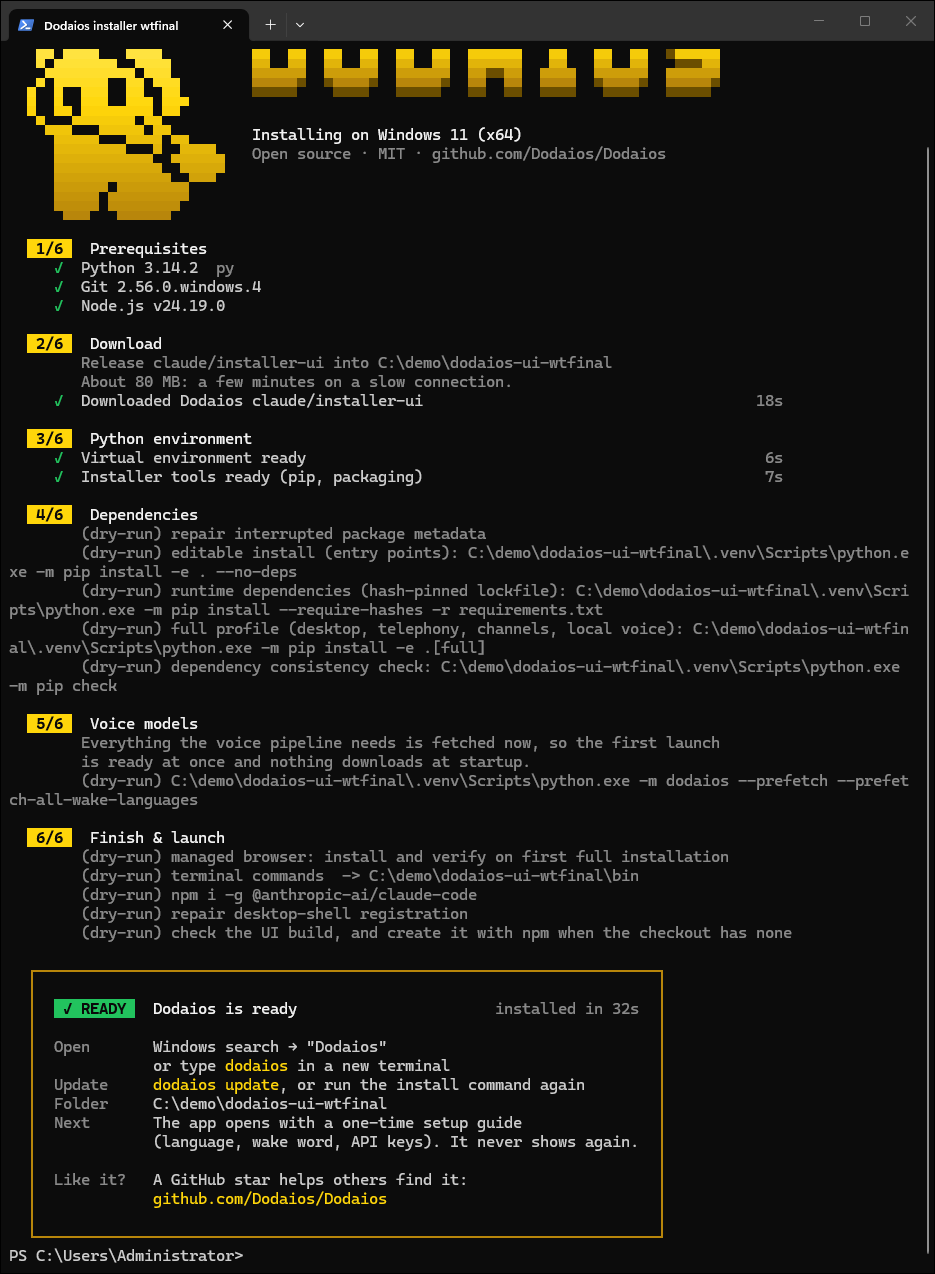 Dodaios installer wtfinal
Installing on Windows 11 (x64)
Open source · MIT · github.com/Dodaios/Dodaios
1/6 Prerequisites
✓ Python 3.14.2 py
✓ Git 2.56.0.windows.4
✓ Node.js v24.19.0
2/6 Download
Release claude/installer-ui into C:\demo\dodaios-ui-wtfinal
About 80 MB: a few minutes on a slow connection.
✓ Downloaded Dodaios claude/installer-ui 18s
3/6 Python environment
✓ Virtual environment ready 6s
✓ Installer tools ready (pip, packaging) 7s
4/6 Dependencies
(dry-run) repair interrupted package metadata
(dry-run) editable install (entry points): C:\demo\dodaios-ui-wtfinal\.venv\Scripts\python.e
xe -m pip install -e . --no-deps
(dry-run) runtime dependencies (hash-pinned lockfile): C:\demo\dodaios-ui-wtfinal\.venv\Scri
pts\python.exe -m pip install --require-hashes -r requirements.txt
(dry-run) full profile (desktop, telephony, channels, local voice): C:\demo\dodaios-ui-wtfin
al\.venv\Scripts\python.exe -m pip install -e .[full]
(dry-run) dependency consistency check: C:\demo\dodaios-ui-wtfinal\.venv\Scripts\python.exe
-m pip check
5/6 Voice models
Everything the voice pipeline needs is fetched now, so the first launch
is ready at once and nothing downloads at startup.
(dry-run) C:\demo\dodaios-ui-wtfinal\.venv\Scripts\python.exe -m dodaios --prefetch --prefet
ch-all-wake-languages
6/6 Finish & launch
(dry-run) managed browser: install and verify on first full installation
(dry-run) terminal commands -> C:\demo\dodaios-ui-wtfinal\bin
(dry-run) npm i -g @anthropic-ai/claude-code
(dry-run) repair desktop-shell registration
(dry-run) check the UI build, and create it with npm when the checkout has none
✓ READY Dodaios is ready installed in 32s
Open Windows search → "Dodaios"
or type dodaios in a new terminal
Update dodaios update, or run the install command again
Folder C:\demo\dodaios-ui-wtfinal
Next The app opens with a one-time setup guide
(language, wake word, API keys). It never shows again.
Like it? A GitHub star helps others find it:
github.com/Dodaios/Dodaios
PS C:\Users\Administrator>